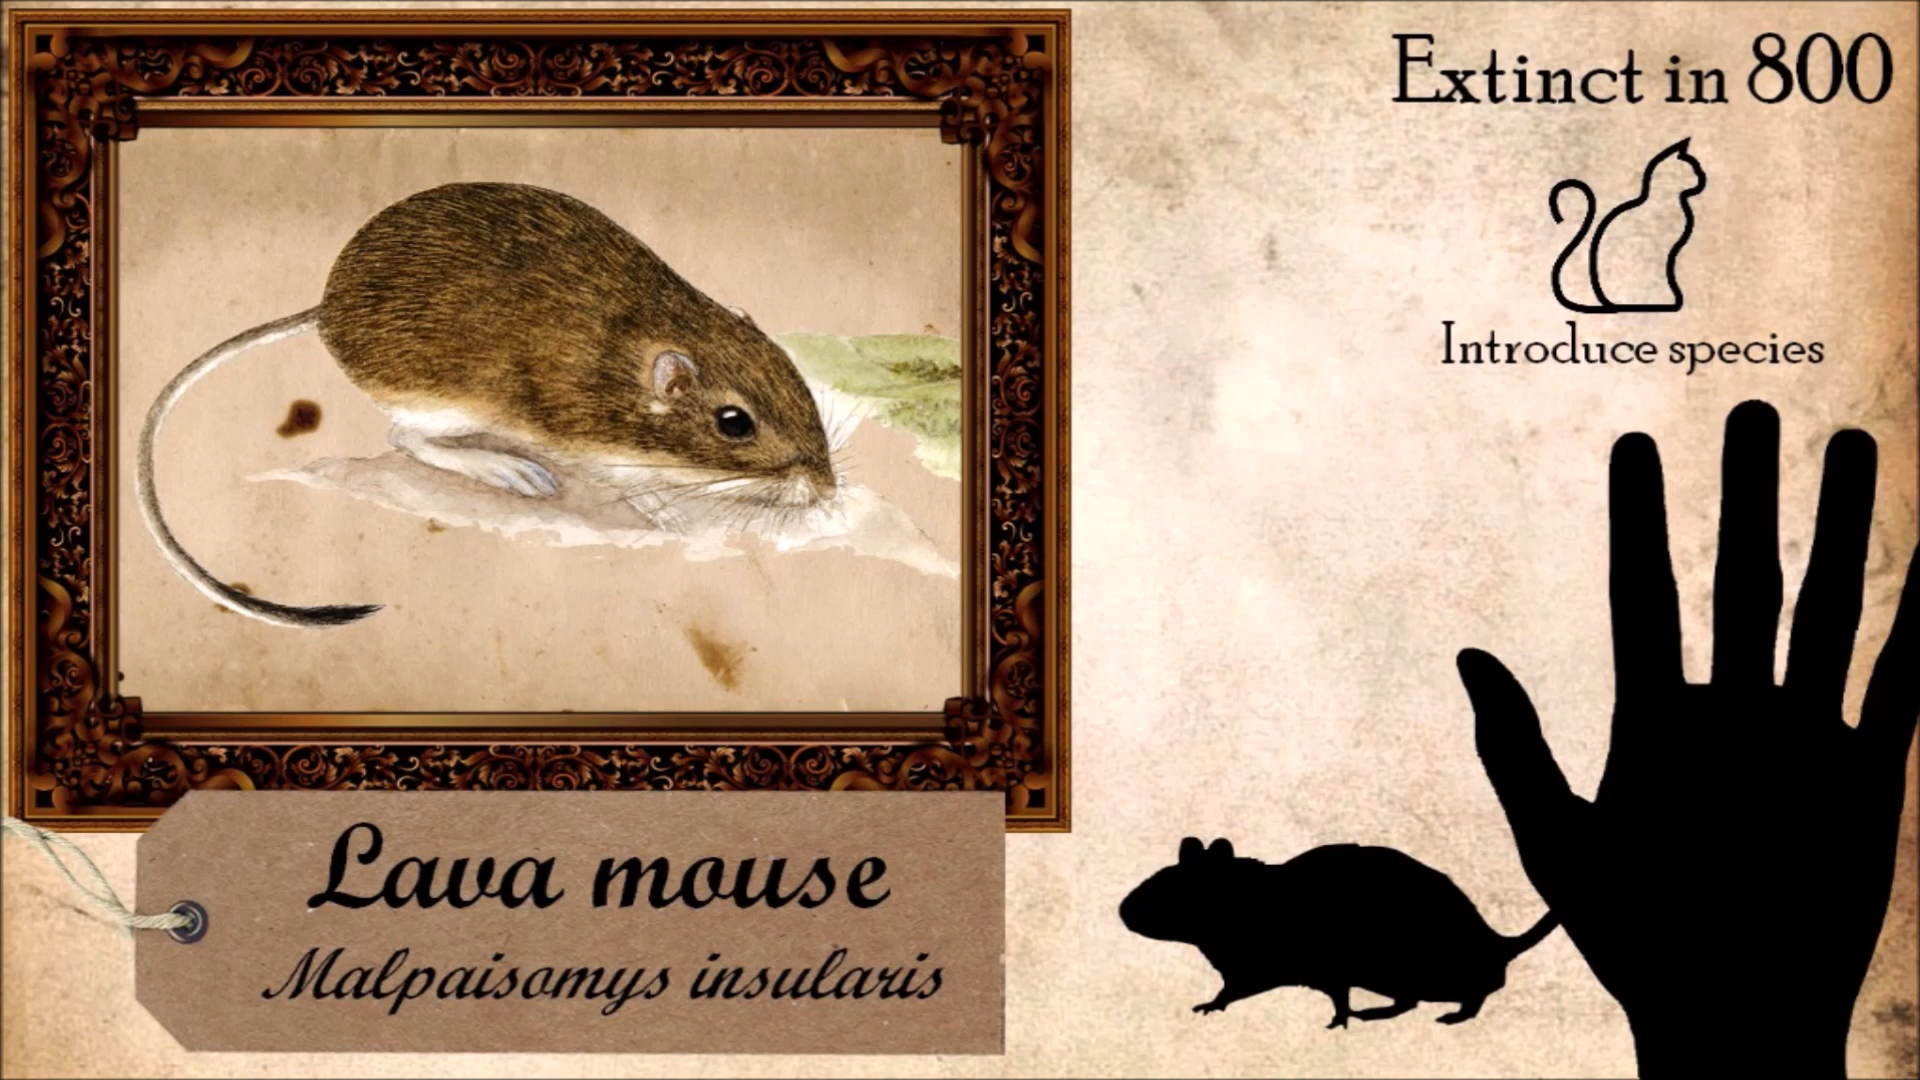 Extinct in 800
Introduce species
Lava mouse
Malpaisomys insularis